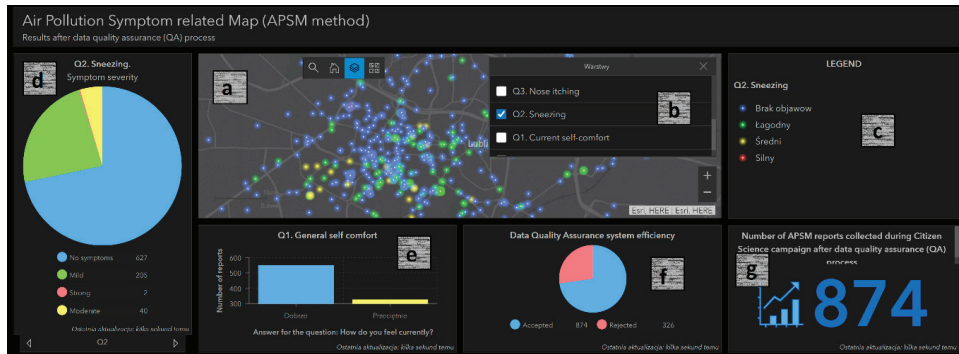 Air Pollution Symptom related Map (APSM method)
Results after data quality assurance (QA) process
d
Q2. Sneezing.
Symptom severity
No symptoms 627
Mild 205
Strong 2
Moderate 40
Ostatnia aktualizacja: kilka sekund temu
Q2
a
Warstwy
Q3. Nose itching
Q2. Sneezing
Q1. Current self-comfort
b
Esri, HERE | Esri, HERE
LEGEND
Q2. Sneezing
Brak objawow
Łagodny
Średni
Silny
c
Q1. General self comfort
e
Number of reports
600
500
400
300
Dobrze Przeciętnie
Answer for the question: How do you feel currently?
Ostatnia aktualizacja: kilka sekund temu
Data Quality Assurance system efficiency
f
Accepted 874 Rejected 326
Ostatnia aktualizacja: kilka sekund temu
Number of APSM reports collected during Citizen
Science campaign after data quality assurance (QA)
process
g
874
Ostatnia aktualizacja: kilka sekund temu